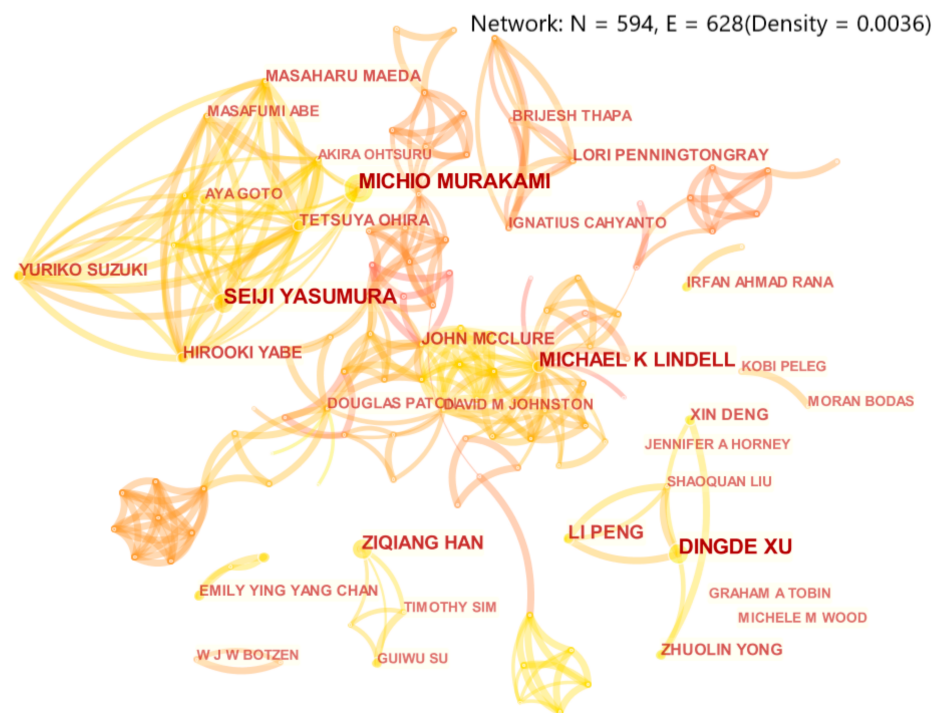 Network: N = 594, E = 628(Density = 0.0036)
MASAHARU MAEDA
MASAFUMI ABE
BRIJESH THAPA
AKIRA OHTSURU
LORI PENNINGTONGRAY
MICHIO MURAKAMI
AYA GOTO
TETSUYA OHIRA
IGNATIUS CAHYANTO
YURIKO SUZUKI
IRFAN AHMAD RANA
SEIJI YASUMURA
JOHN MCCLURE
HIROOKI YABE
MICHAEL K LINDELL
KOBI PELEG
DOUGLAS PATON
DAVID M JOHNSTON
MORAN BODAS
XIN DENG
JENNIFER A HORNEY
SHAOQUAN LIU
LI PENG
ZIQIANG HAN
DINGDE XU
EMILY YING YANG CHAN
GRAHAM A TOBIN
TIMOTHY SIM
MICHELE M WOOD
ZHUOLIN YONG
W J W BOTZEN
GUIWU SU